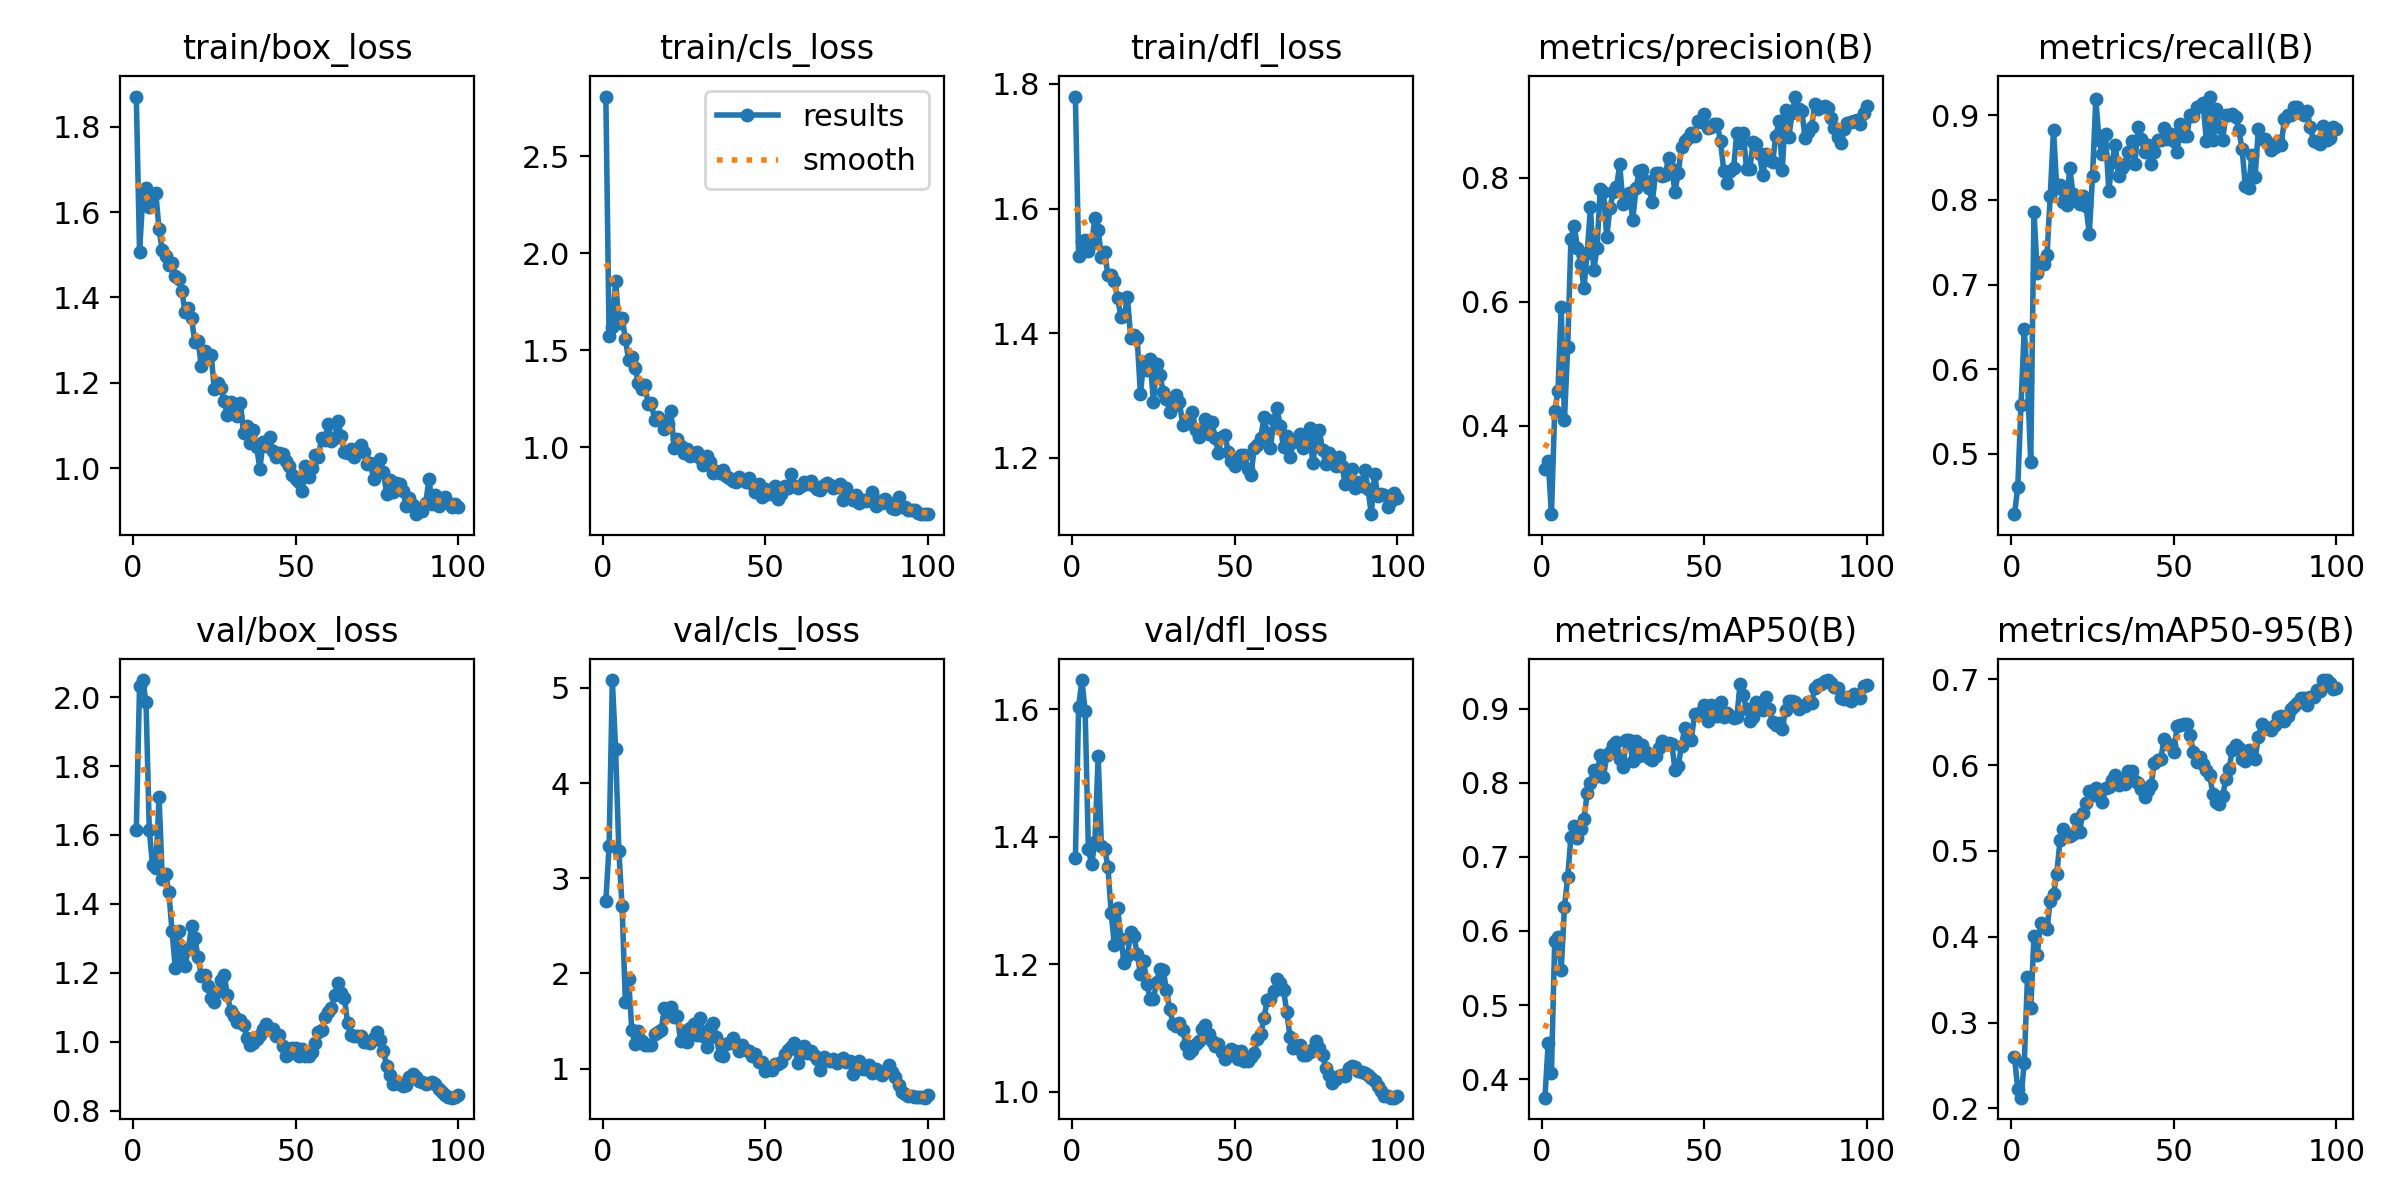 train/box_loss
1.8
1.6
1.4
1.2
1.0
0 50 100
train/cls_loss
results
smooth
2.5
2.0
1.5
1.0
0 50 100
train/dfl_loss
1.8
1.6
1.4
1.2
0 50 100
metrics/precision(B)
0.8
0.6
0.4
0 50 100
metrics/recall(B)
0.9
0.8
0.7
0.6
0.5
0 50 100
val/box_loss
2.0
1.8
1.6
1.4
1.2
1.0
0.8
0 50 100
val/cls_loss
5
4
3
2
1
0 50 100
val/dfl_loss
1.6
1.4
1.2
1.0
0 50 100
metrics/mAP50(B)
0.9
0.8
0.7
0.6
0.5
0.4
0 50 100
metrics/mAP50-95(B)
0.7
0.6
0.5
0.4
0.3
0.2
0 50 100